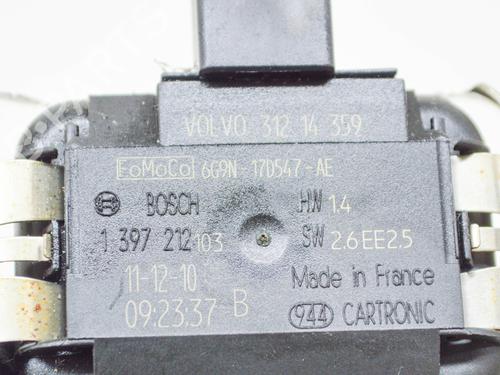 VOLVO 312 14 359
FoMoCo 6G9N-17D547-AE
BOSCH HW 1.4
1 397 212 103 SW 2.6EE2.5
11-12-10 Made in France
09:23.37 B 944 CARTRONIC